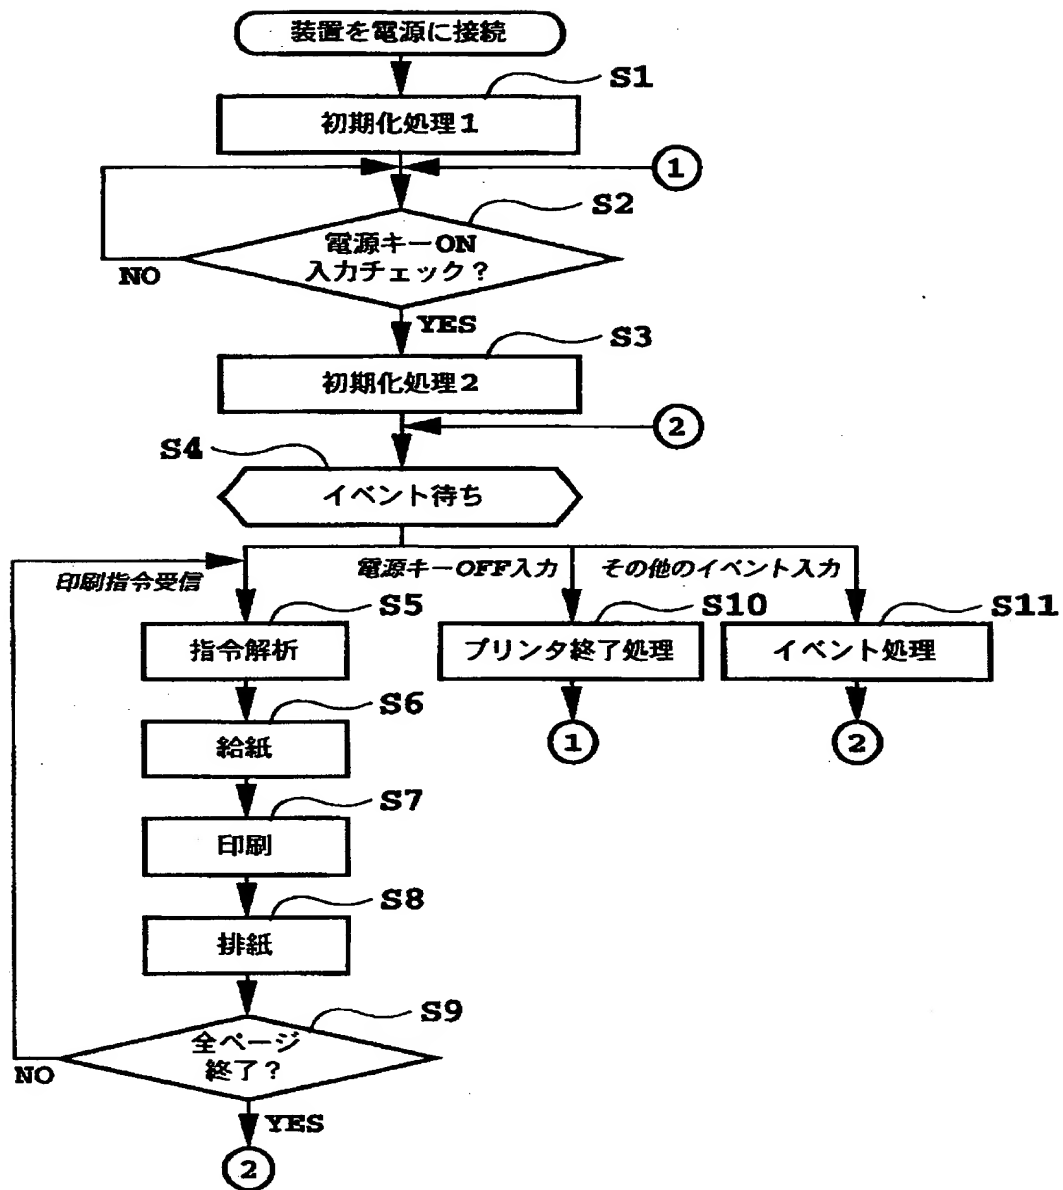 装置を電源に接続
S1
初期化処理1
①
S2
電源キーON
入力チェック?
NO
YES
S3
初期化処理2
②
S4
イベント待ち
印刷指令受信
電源キーOFF入力
その他のイベント入力
S5
指令解析
S10
プリンタ終了処理
S11
イベント処理
S6
給紙
①
②
S7
印刷
S8
排紙
S9
全ページ
終了?
NO
YES
②